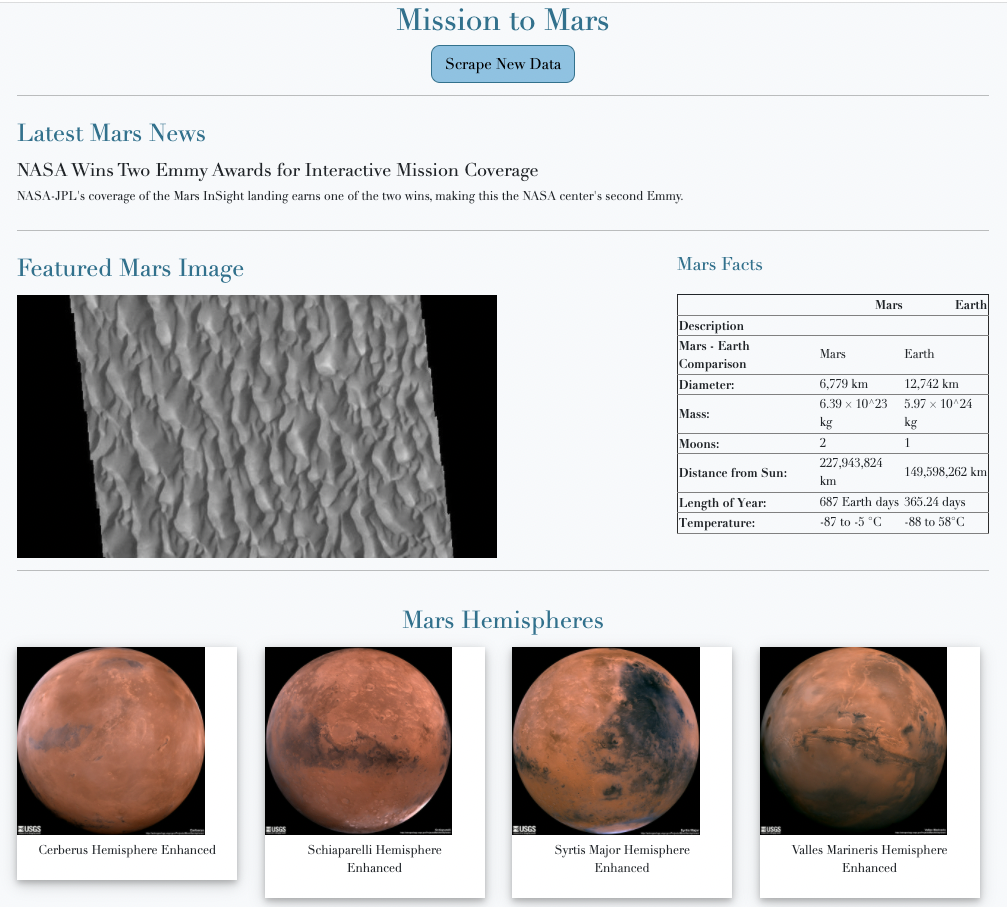 Mission to Mars
Scrape New Data
Latest Mars News
NASA Wins Two Emmy Awards for Interactive Mission Coverage
NASA-JPL's coverage of the Mars InSight landing earns one of the two wins, making this the NASA center's second Emmy.
Featured Mars Image
Mars Facts
Mars Earth
Description
Mars - Earth
Comparison
Mars Earth
Diameter: 6,779 km 12,742 km
Mass: 6.39 × 10^23
kg
5.97 × 10^24
kg
Moons: 2 1
Distance from Sun: 227,943,824
km
149,598,262 km
Length of Year: 687 Earth days 365.24 days
Temperature: -87 to -5 °C -88 to 58°C
Mars Hemispheres
USGS
USGS
USGS
USGS
Cerberus Hemisphere Enhanced
Schiaparelli Hemisphere
Enhanced
Syrtis Major Hemisphere
Enhanced
Valles Marineris Hemisphere
Enhanced